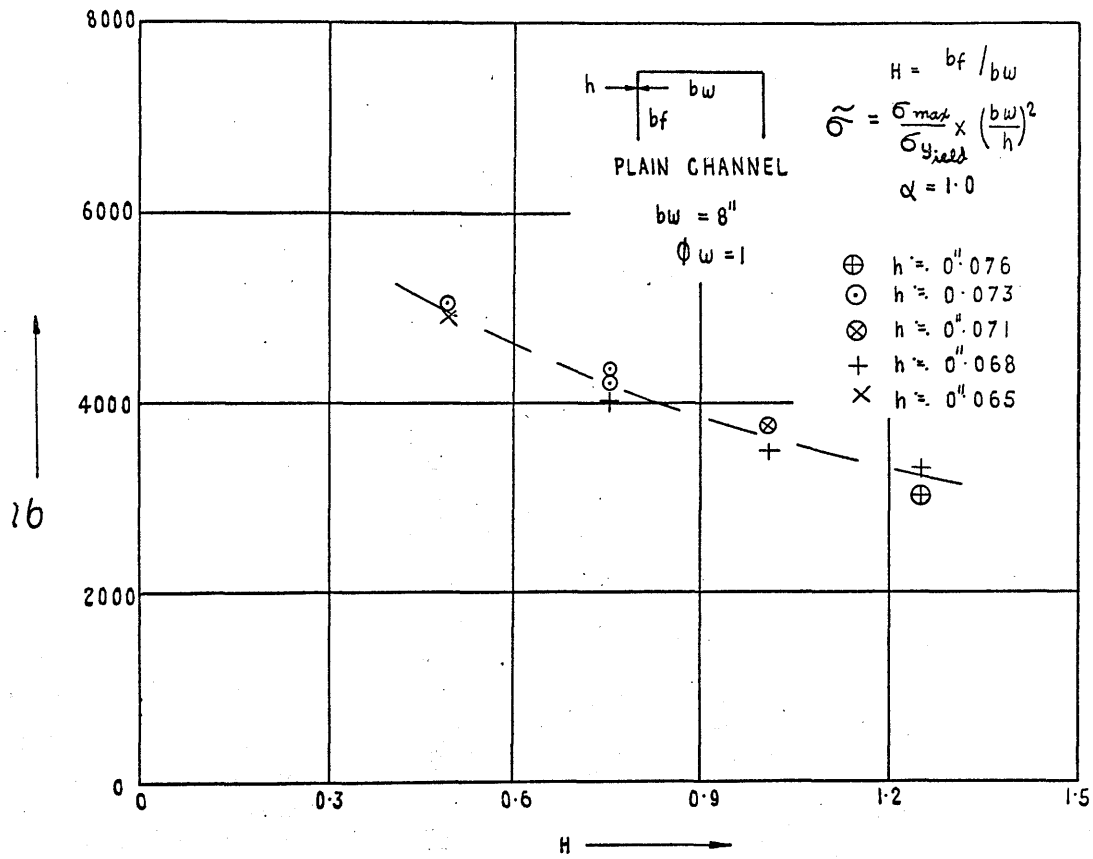 8000
6000
4000
2000
0
0
0.3
0.6
0.9
1.2
1.5
H
σ̃
h
bw
bf
PLAIN CHANNEL
bw = 8"
ϕw = 1
H = bf / bw
σ̃ = σmax / σyield × (bw / h)²
α = 1.0
⊕ h ≃ 0".076
⊙ h ≃ 0.073
⊗ h ≃ 0".071
+ h ≃ 0".068
× h ≃ 0".065